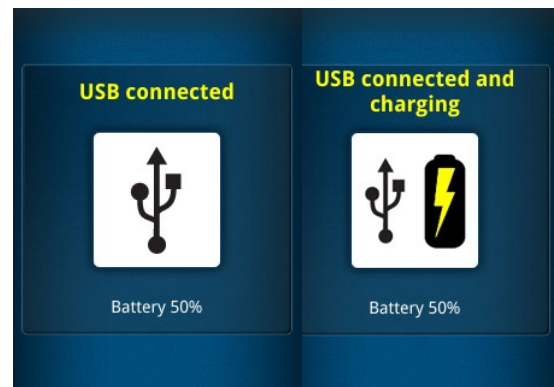 USB connected
Battery 50%
USB connected and
charging
Battery 50%